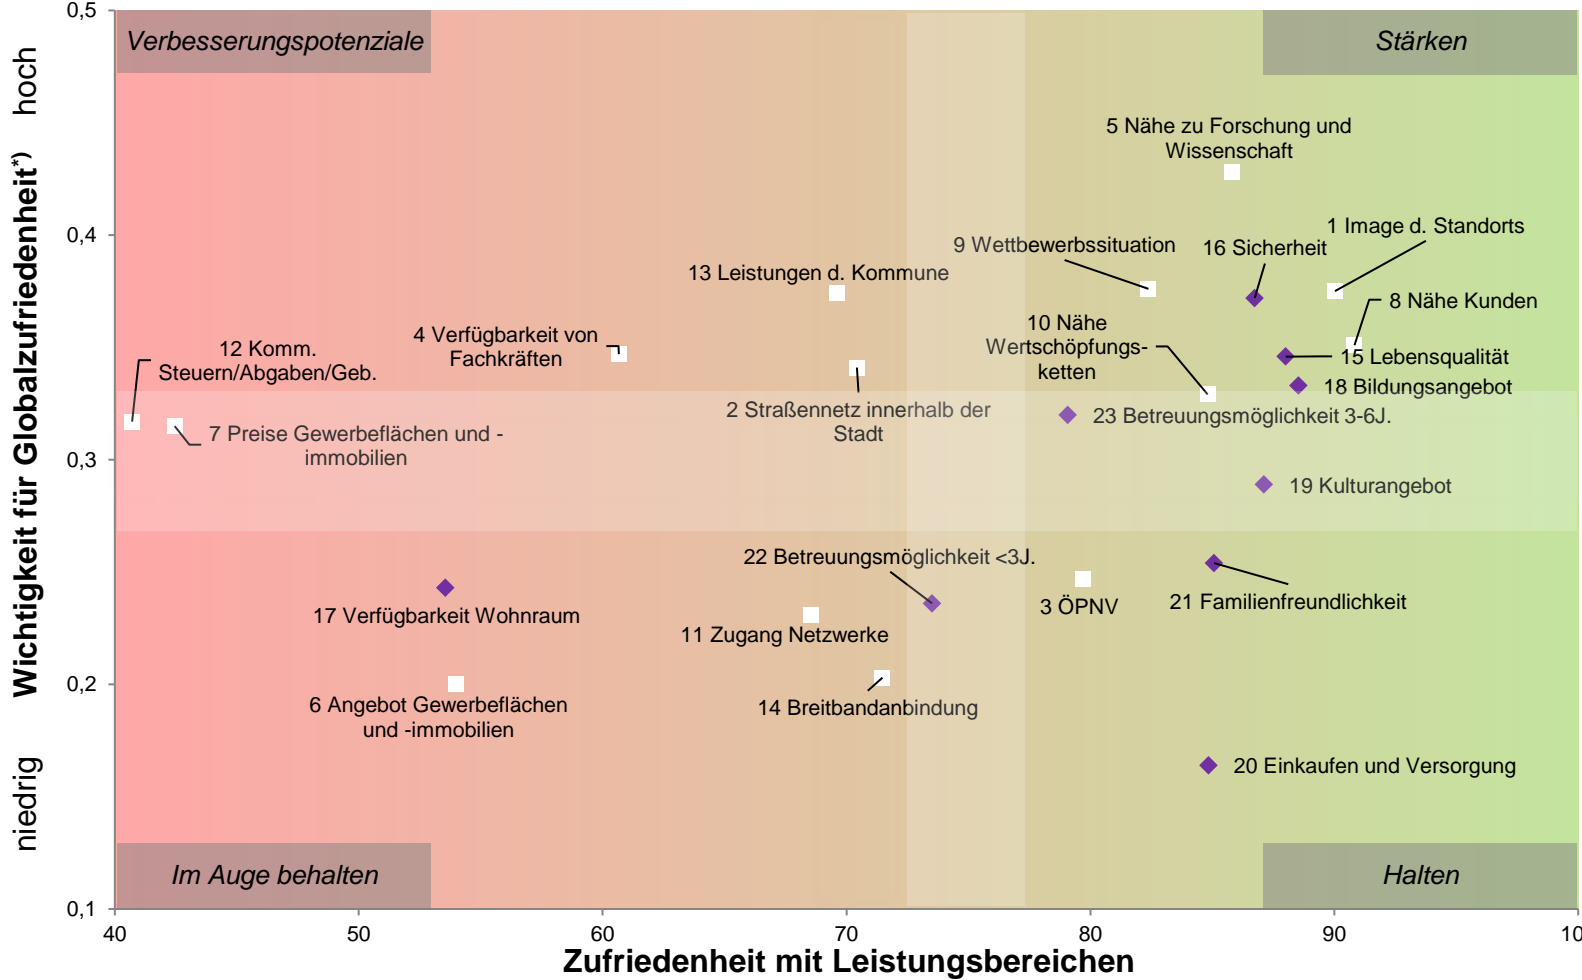 0,5
Verbesserungspotenziale
Stärken
hoch
5 Nähe zu Forschung und
Wissenschaft
0,4
1 Image d. Standorts
9 Wettbewerbssituation
16 Sicherheit
13 Leistungen d. Kommune
8 Nähe Kunden
10 Nähe
Wertschöpfungs-
ketten
4 Verfügbarkeit von
Fachkräften
12 Komm.
Steuern/Abgaben/Geb.
15 Lebensqualität
18 Bildungsangebot
2 Straßennetz innerhalb der
Stadt
23 Betreuungsmöglichkeit 3-6J.
7 Preise Gewerbeflächen und -
immobilien
0,3
19 Kulturangebot
Wichtigkeit für Globalzufriedenheit*)
22 Betreuungsmöglichkeit <3J.
17 Verfügbarkeit Wohnraum
3 ÖPNV
21 Familienfreundlichkeit
11 Zugang Netzwerke
0,2
6 Angebot Gewerbeflächen
und -immobilien
14 Breitbandanbindung
20 Einkaufen und Versorgung
niedrig
Im Auge behalten
Halten
0,1
40
50
60
70
80
90
10
Zufriedenheit mit Leistungsbereichen